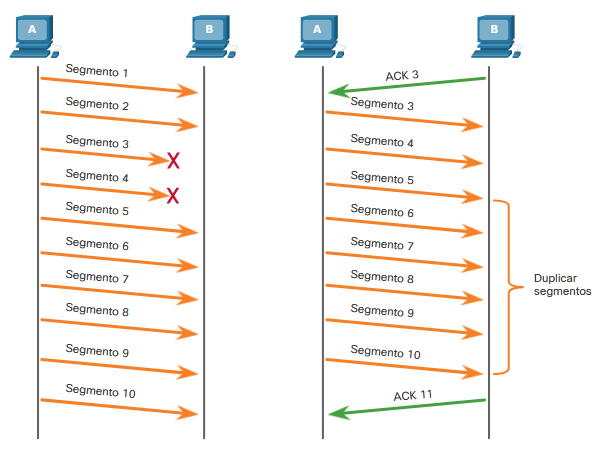 A
B
Segmento 1
Segmento 2
Segmento 3
X
Segmento 4
X
Segmento 5
Segmento 6
Segmento 7
Segmento 8
Segmento 9
Segmento 10
A
B
ACK 3
Segmento 3
Segmento 4
Segmento 5
Segmento 6
Segmento 7
Segmento 8
Segmento 9
Segmento 10
ACK 11
Duplicar
segmentos